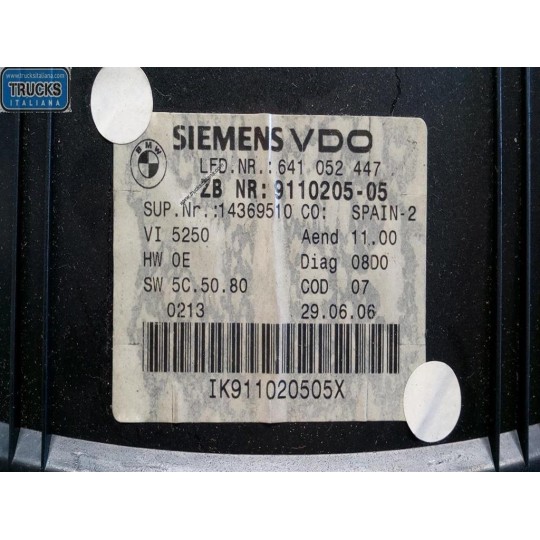 www.trucksitaliana.com
TRUCKS
ITALIANA
BMW
SIEMENS VDO
LFD.NR.:641 052 447
ZB NR:9110205-05
SUP.Nr.:14369510 CO: SPAIN-2
VI 5250 Aend 11.00
HW 0E Diag 08D0
SW 5C.50.80 COD 07
0213 29.06.06
IK911020505X